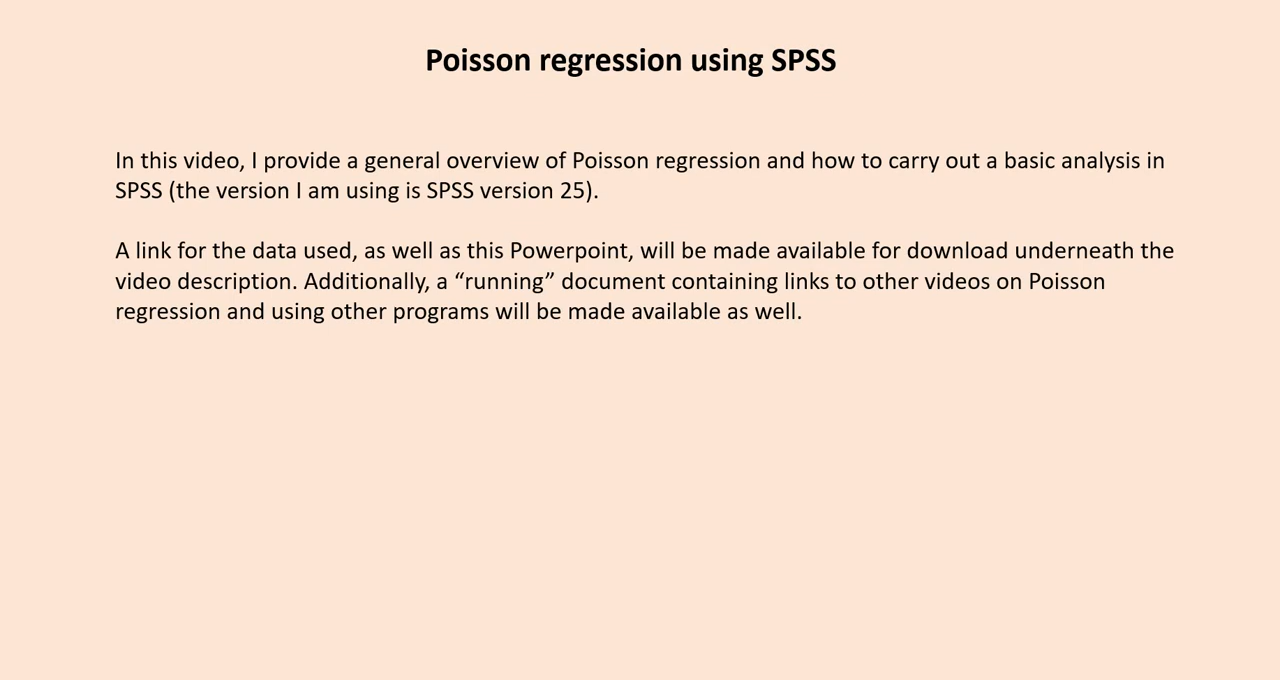 Poisson regression using SPSS
In this video, I provide a general overview of Poisson regression and how to carry out a basic analysis in
SPSS (the version I am using is SPSS version 25).
A link for the data used, as well as this Powerpoint, will be made available for download underneath the
video description. Additionally, a “running” document containing links to other videos on Poisson
regression and using other programs will be made available as well.